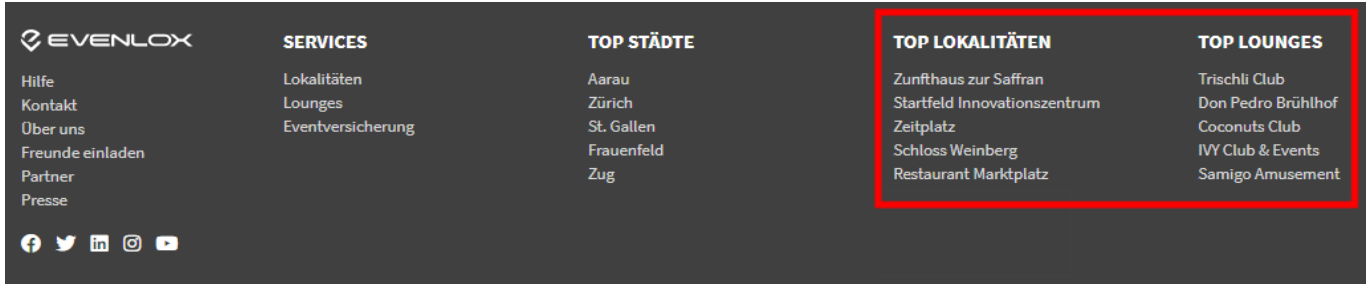 EVENLOX
Hilfe
Kontakt
Über uns
Freunde einladen
Partner
Presse
SERVICES
Lokalitäten
Lounges
Eventversicherung
TOP STÄDTE
Aarau
Zürich
St. Gallen
Frauenfeld
Zug
TOP LOKALITÄTEN
Zunfthaus zur Saffran
Startfeld Innovationszentrum
Zeitplatz
Schloss Weinberg
Restaurant Marktplatz
TOP LOUNGES
Trischli Club
Don Pedro Brühlhof
Coconuts Club
IVY Club & Events
Samigo Amusement